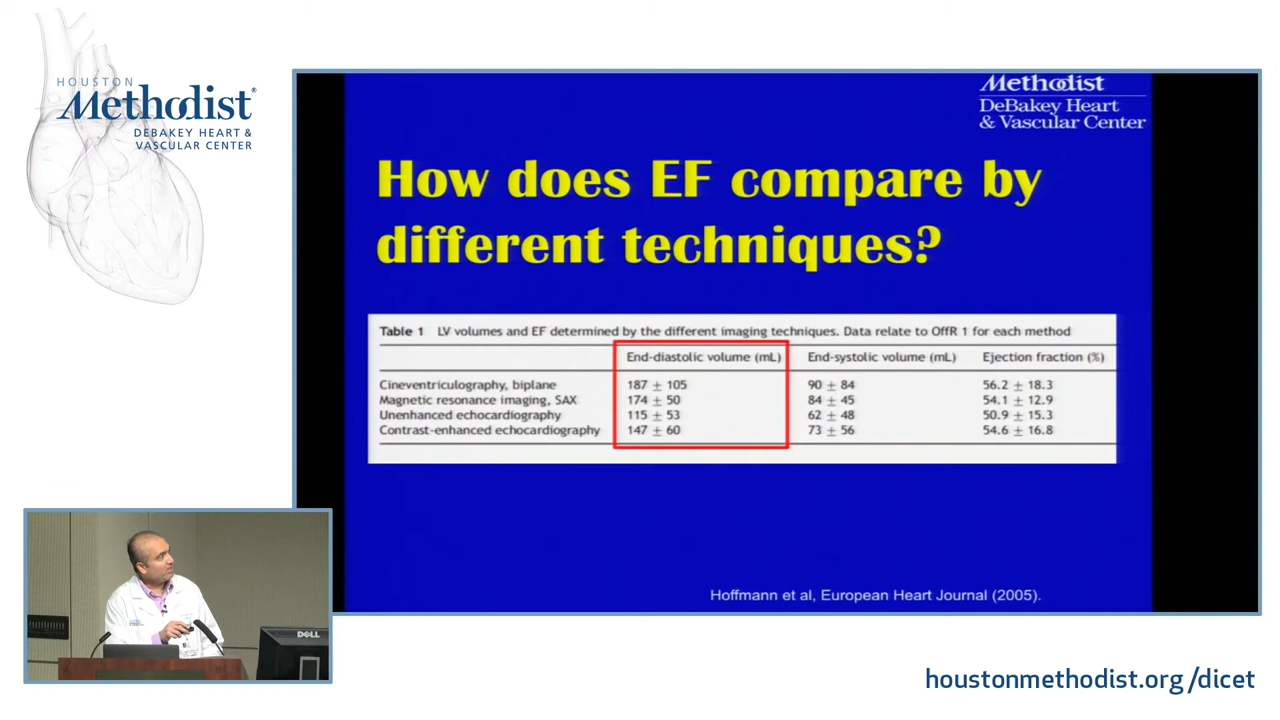 HOUSTON
Methodist®
DEBAKEY HEART &
VASCULAR CENTER
Methodist
DeBakey Heart
& Vascular Center
How does EF compare by
different techniques?
Table 1 LV volumes and EF determined by the different imaging techniques. Data relate to OffR 1 for each method
End-diastolic volume (mL) End-systolic volume (mL) Ejection fraction (%)
Cineventriculography, biplane 187 ± 105 90 ± 84 56.2 ± 18.3
Magnetic resonance imaging, SAX 174 ± 50 84 ± 45 54.1 ± 12.9
Unenhanced echocardiography 115 ± 53 62 ± 48 50.9 ± 15.3
Contrast-enhanced echocardiography 147 ± 60 73 ± 56 54.6 ± 16.8
Hoffmann et al, European Heart Journal (2005).
DELL
houstonmethodist.org/dicet